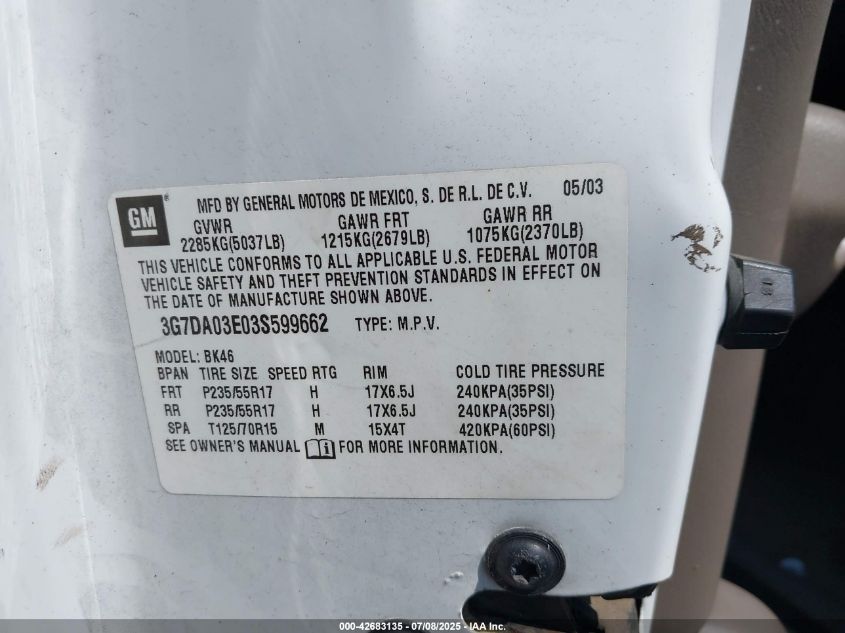 GM ®
MFD BY GENERAL MOTORS DE MEXICO, S. DE R.L. DE C.V. 05/03
GVWR GAWR FRT GAWR RR
2285KG(5037LB) 1215KG(2679LB) 1075KG(2370LB)
THIS VEHICLE CONFORMS TO ALL APPLICABLE U.S. FEDERAL MOTOR
VEHICLE SAFETY AND THEFT PREVENTION STANDARDS IN EFFECT ON
THE DATE OF MANUFACTURE SHOWN ABOVE.
3G7DA03E03S599662 TYPE: M.P.V.
MODEL: BK46
BPAN TIRE SIZE SPEED RTG RIM COLD TIRE PRESSURE
FRT P235/55R17 H 17X6.5J 240KPA(35PSI)
RR P235/55R17 H 17X6.5J 240KPA(35PSI)
SPA T125/70R15 M 15X4T 420KPA(60PSI)
SEE OWNER'S MANUAL i FOR MORE INFORMATION.
000-42683135 - 07/08/2025 - IAA Inc.